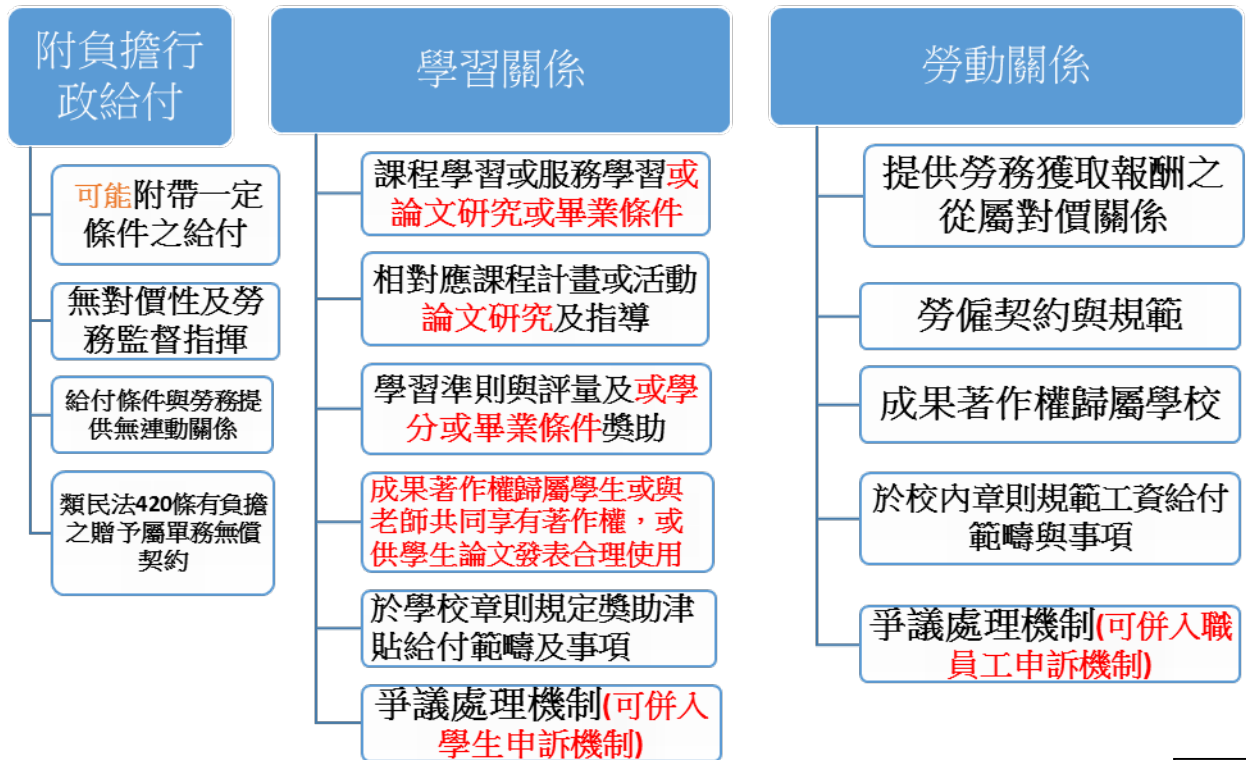 附負擔行
政給付
可能附帶一定
條件之給付
無對價性及勞
務監督指揮
給付條件與勞務提
供無連動關係
類民法420條有負擔
之贈予屬單務無償
契約
學習關係
課程學習或服務學習或
論文研究或畢業條件
相對應課程計畫或活動
論文研究及指導
學習準則與評量及或學
分或畢業條件獎助
成果著作權歸屬學生或與
老師共同享有著作權，或
供學生論文發表合理使用
於學校章則規定獎助津
貼給付範疇及事項
爭議處理機制(可併入
學生申訴機制)
勞動關係
提供勞務獲取報酬之
從屬對價關係
勞僱契約與規範
成果著作權歸屬學校
於校內章則規範工資給付
範疇與事項
爭議處理機制(可併入職
員工申訴機制)